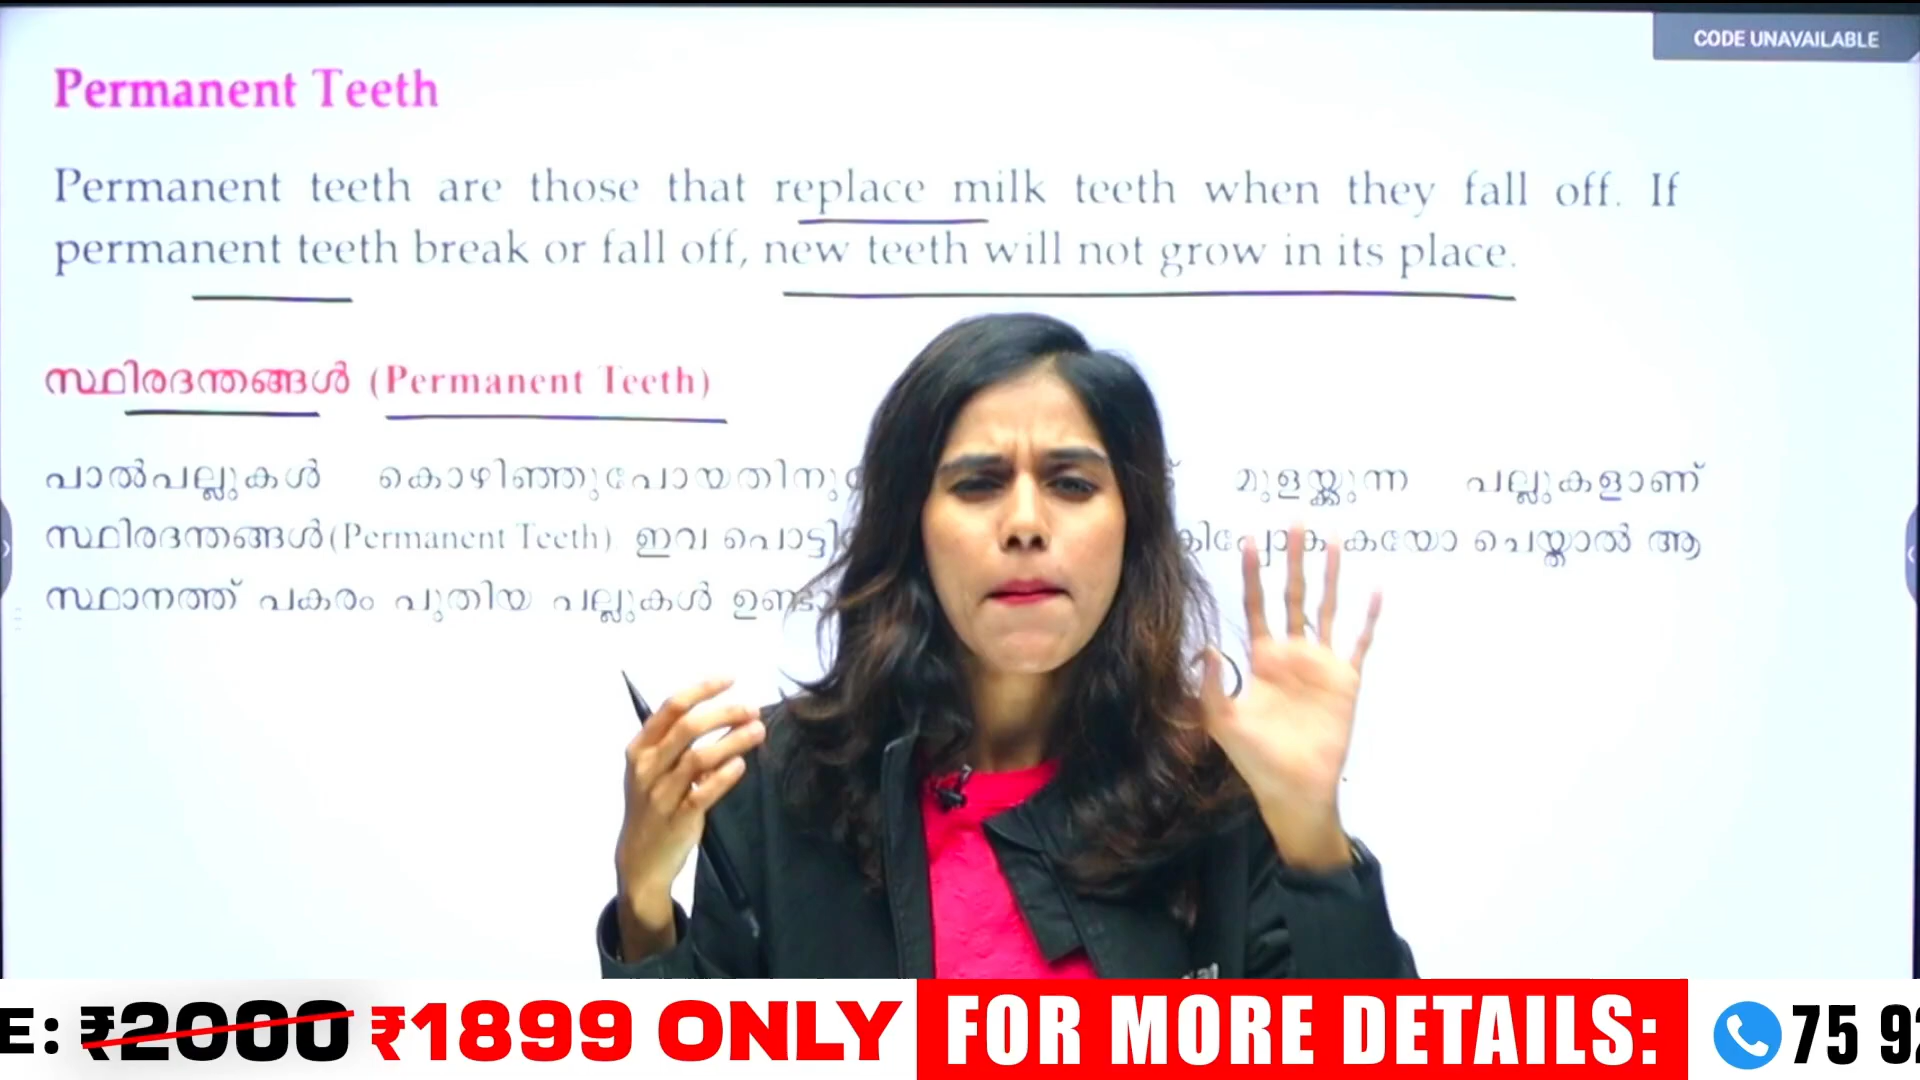 CODE UNAVAILABLE
Permanent Teeth
Permanent teeth are those that replace milk teeth when they fall off. If
permanent teeth break or fall off, new teeth will not grow in its place.
സ്ഥിരദന്തങ്ങൾ (Permanent Teeth)
പാൽപല്ലുകൾ മുളയ്ക്കുന്ന പല്ലുകളാണ്
സ്ഥിരദന്തങ്ങൾ(Permanent Teeth) ഇവ ചെയ്താൽ ആ
സ്ഥാനത്ത് പകരം പുതിയ പല്ലുകൾ
E: ₹2000 ₹1899 ONLY FOR MORE DETAILS: 75 92